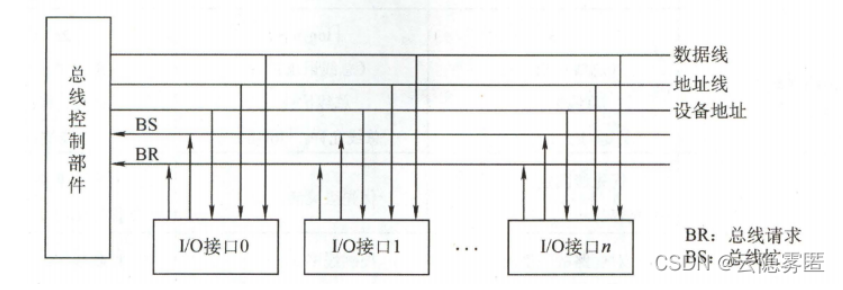 总线控制部件
数据线
地址线
设备地址
BS
BR
I/O接口0
I/O接口1
...
I/O接口n
BR：总线请求
BS：总线忙
CSDN @云隐雾匿